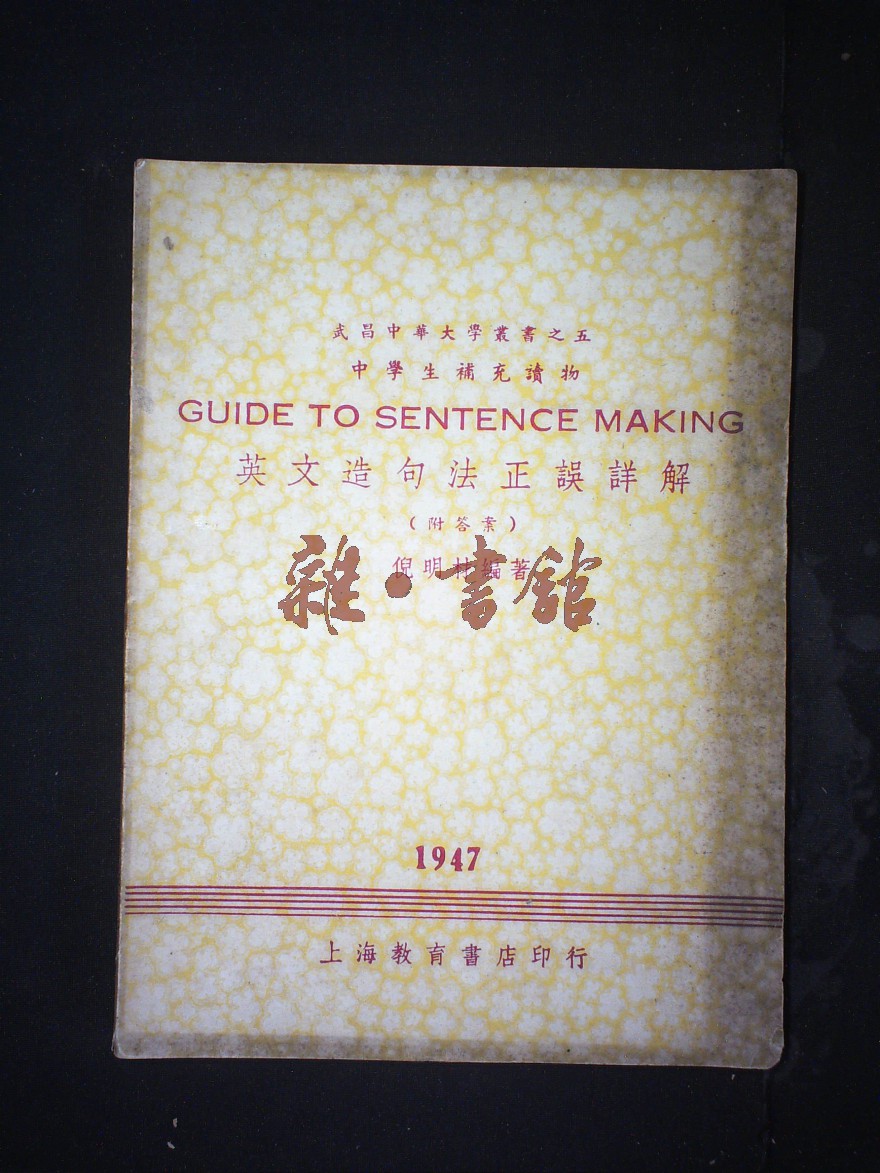 武昌中華大學叢書之五
中學生補充讀物
GUIDE TO SENTENCE MAKING
英文造句法正誤詳解
(附答案)
倪明材編著
雜·書館
1947
上海教育書店印行